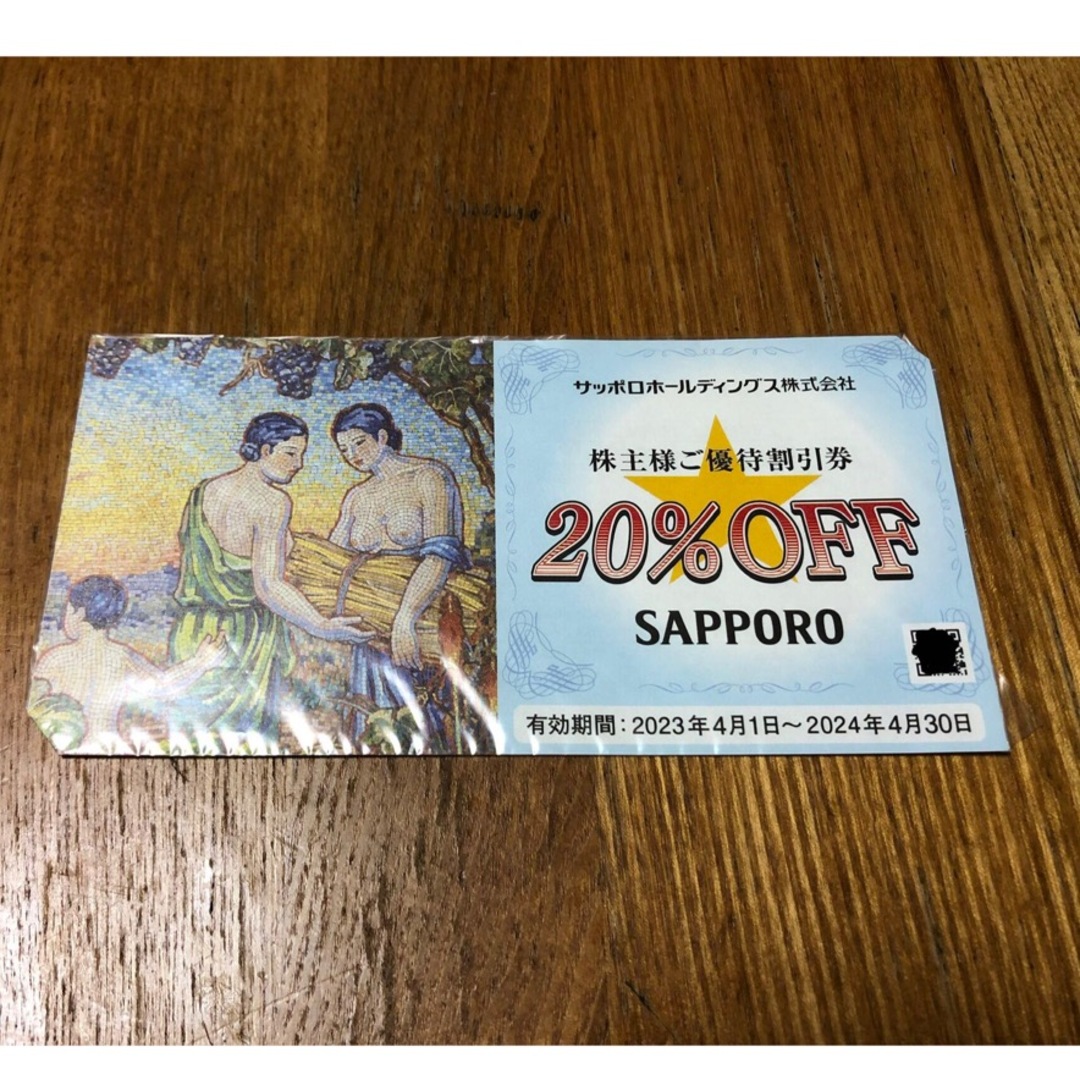 サッポロホールディングス株式会社
株主様ご優待割引券
20%OFF
SAPPORO
有効期間：2023年4月1日〜2024年4月30日